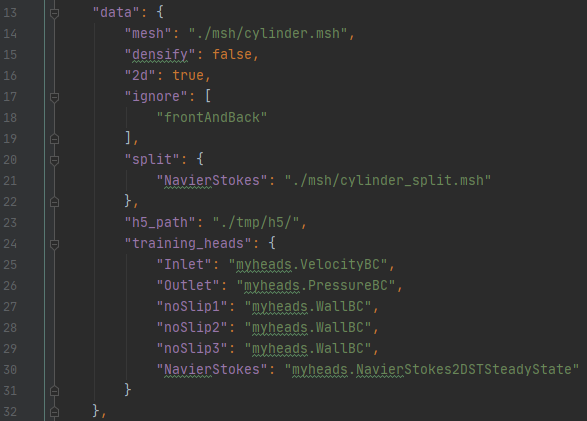 13 "data": {
14 "mesh": "./msh/cylinder.msh",
15 "densify": false,
16 "2d": true,
17 "ignore": [
18 "frontAndBack"
19 ],
20 "split": {
21 "NavierStokes": "./msh/cylinder_split.msh"
22 },
23 "h5_path": "./tmp/h5/",
24 "training_heads": {
25 "Inlet": "myheads.VelocityBC",
26 "Outlet": "myheads.PressureBC",
27 "noSlip1": "myheads.WallBC",
28 "noSlip2": "myheads.WallBC",
29 "noSlip3": "myheads.WallBC",
30 "NavierStokes": "myheads.NavierStokes2DSTSteadyState"
31 }
32 },